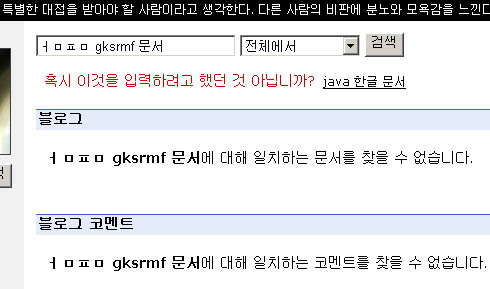 특별한 대접을 받아야 할 사람이라고 생각한다. 다른 사람의 비판에 분노와 모욕감을 느낀다
ㅓㅁㅍㅁ gksrmf 문서 전체에서 검색
혹시 이것을 입력하려고 했던 것 아닙니까? java 한글 문서
블로그
ㅓㅁㅍㅁ gksrmf 문서에 대해 일치하는 문서를 찾을 수 없습니다.
블로그 코멘트
ㅓㅁㅍㅁ gksrmf 문서에 대해 일치하는 코멘트를 찾을 수 없습니다.